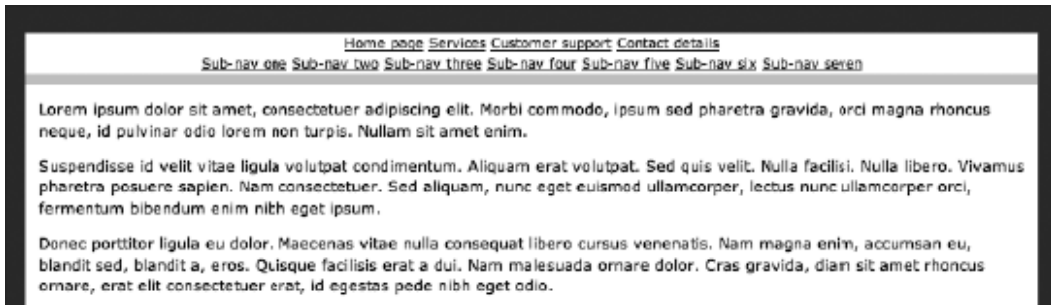 Home page Services Customer support Contact details
Sub-nav one Sub-nav two Sub-nav three Sub-nav four Sub-nav five Sub-nav six Sub-nav seven
Lorem ipsum dolor sit amet, consectetuer adipiscing elit. Morbi commodo, ipsum sed pharetra gravida, orci magna rhoncus
neque, id pulvinar odio lorem non turpis. Nullam sit amet enim.
Suspendisse id velit vitae ligula volutpat condimentum. Aliquam erat volutpat. Sed quis velit. Nulla facilisi. Nulla libero. Vivamus
pharetra posuere sapien. Nam consectetuer. Sed aliquam, nunc eget euismod ullamcorper, lectus nunc ullamcorper orci,
fermentum bibendum enim nibh eget ipsum.
Donec porttitor ligula eu dolor. Maecenas vitae nulla consequat libero cursus venenatis. Nam magna enim, accumsan eu,
blandit sed, blandit a, eros. Quisque facilisis erat a dui. Nam malesuada ornare dolor. Cras gravida, diam sit amet rhoncus
ornare, erat elit consectetuer erat, id egestas pede nibh eget odio.